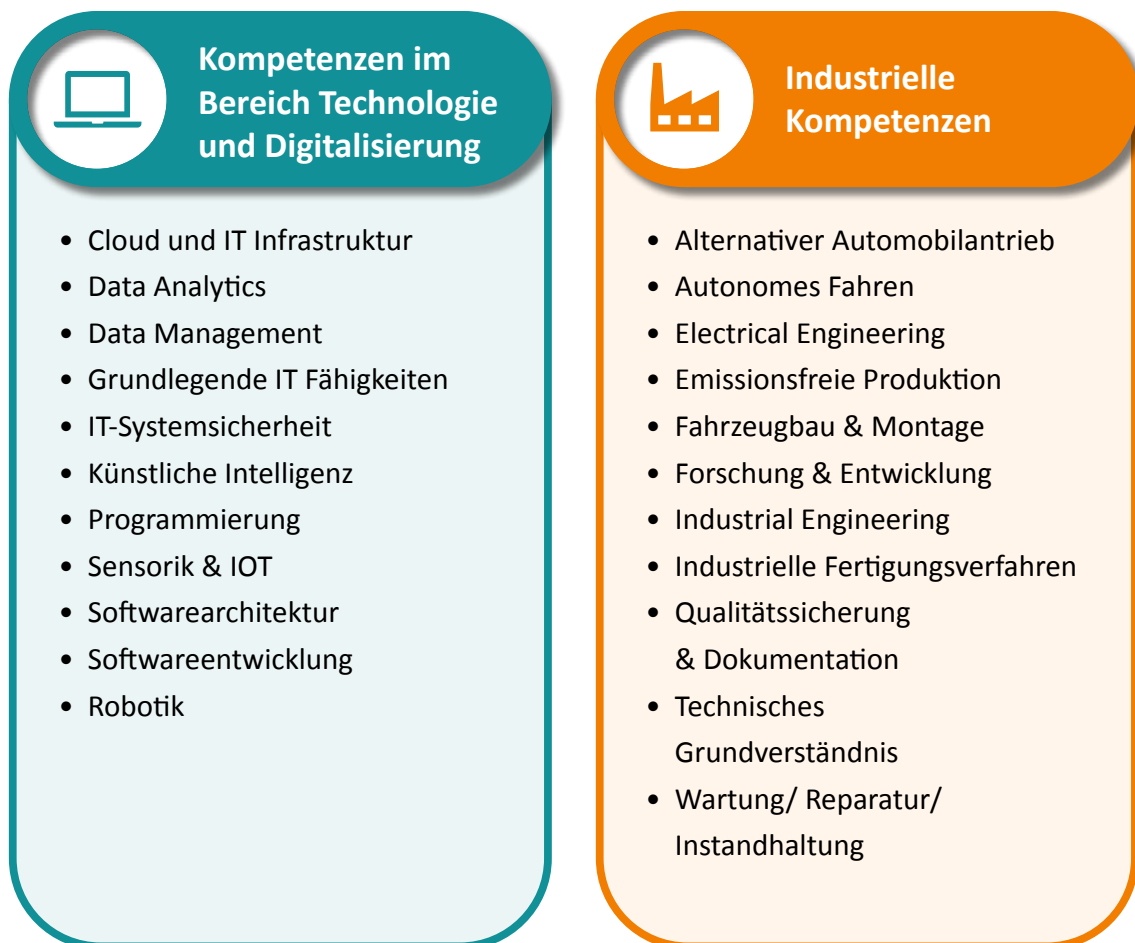 Kompetenzen im
Bereich Technologie
und Digitalisierung
• Cloud und IT Infrastruktur
• Data Analytics
• Data Management
• Grundlegende IT Fähigkeiten
• IT-Systemsicherheit
• Künstliche Intelligenz
• Programmierung
• Sensorik & IOT
• Softwarearchitektur
• Softwareentwicklung
• Robotik
Industrielle
Kompetenzen
• Alternativer Automobilantrieb
• Autonomes Fahren
• Electrical Engineering
• Emissionsfreie Produktion
• Fahrzeugbau & Montage
• Forschung & Entwicklung
• Industrial Engineering
• Industrielle Fertigungsverfahren
• Qualitätssicherung
& Dokumentation
• Technisches
Grundverständnis
• Wartung/ Reparatur/
Instandhaltung